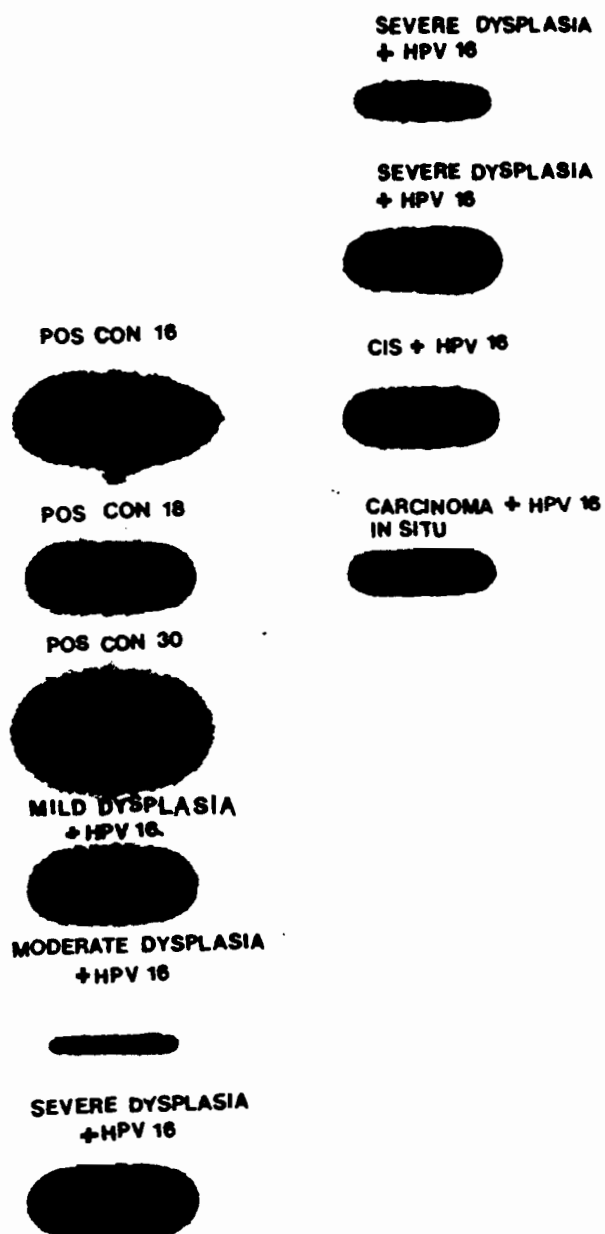 SEVERE DYSPLASIA
+ HPV 16
SEVERE DYSPLASIA
+ HPV 16
CIS + HPV 16
CARCINOMA + HPV 16
IN SITU
POS CON 16
POS CON 18
POS CON 30
MILD DYSPLASIA
+ HPV 16.
MODERATE DYSPLASIA
+ HPV 16
SEVERE DYSPLASIA
+ HPV 16